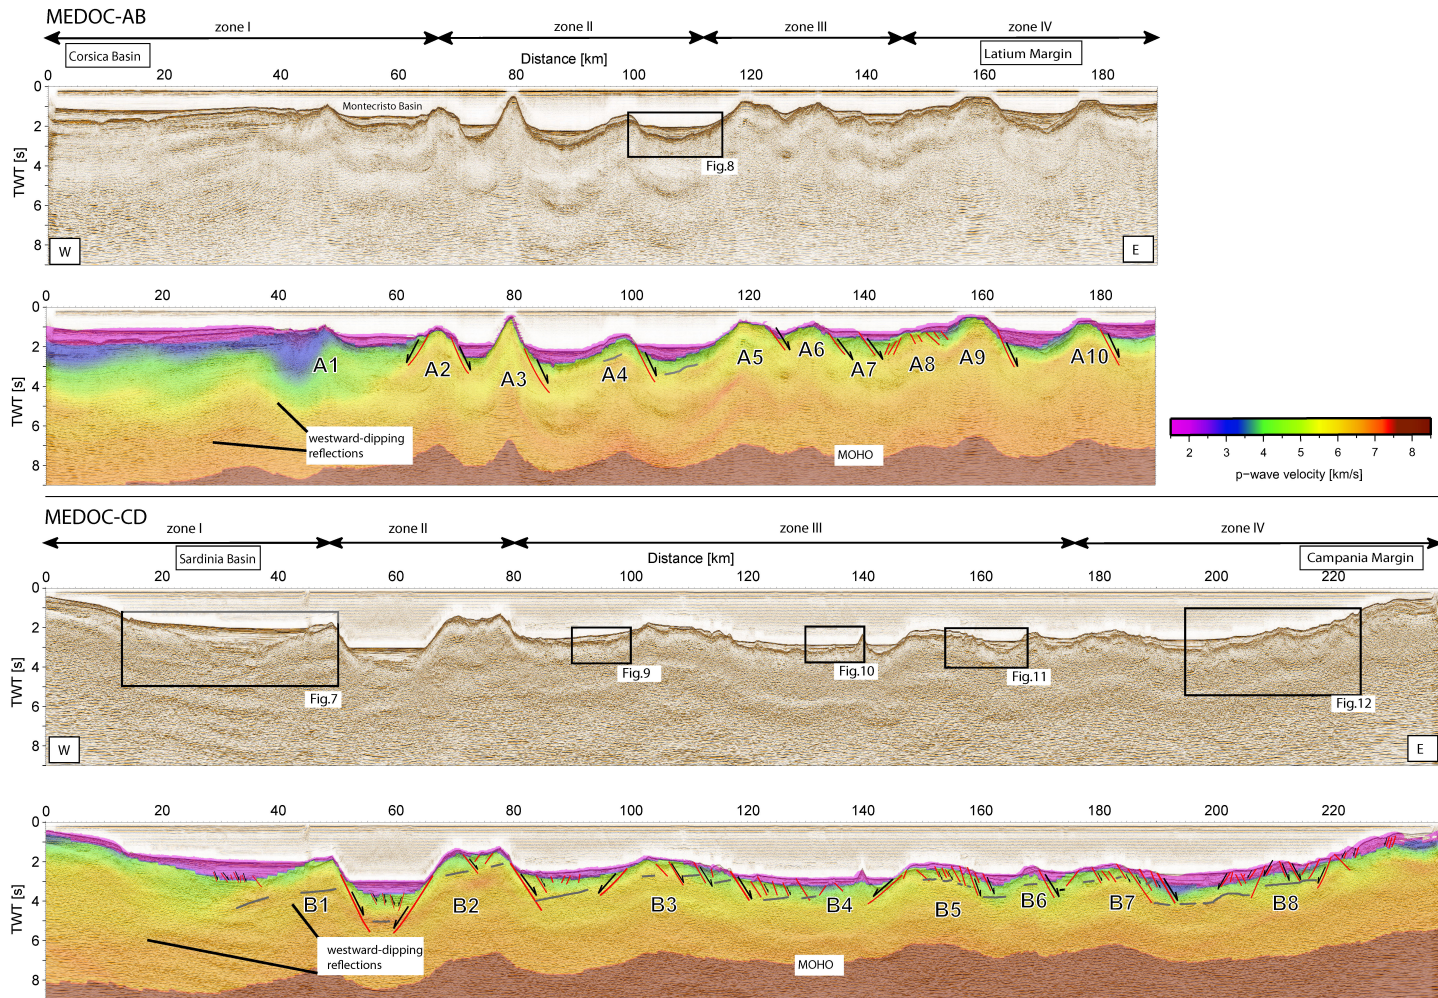 MEDOC-AB
zone I zone II zone III zone IV
Corsica Basin Distance [km] Latium Margin
0 20 40 60 80 100 120 140 160 180
Montecristo Basin
0
2
4
6
8
TWT [s]
Fig.8
W E
0 20 40 60 80 100 120 140 160 180
0
2
4
6
8
TWT [s]
A1 A2 A3 A4 A5 A6 A7 A8 A9 A10
westward-dipping
reflections
MOHO
2 3 4 5 6 7 8
p-wave velocity [km/s]
MEDOC-CD
zone I zone II zone III zone IV
Sardinia Basin Distance [km] Campania Margin
0 20 40 60 80 100 120 140 160 180 200 220
0
2
4
6
8
TWT [s]
Fig.7 Fig.9 Fig.10 Fig.11 Fig.12
W E
0 20 40 60 80 100 120 140 160 180 200 220
0
2
4
6
8
TWT [s]
B1 B2 B3 B4 B5 B6 B7 B8
westward-dipping
reflections
MOHO